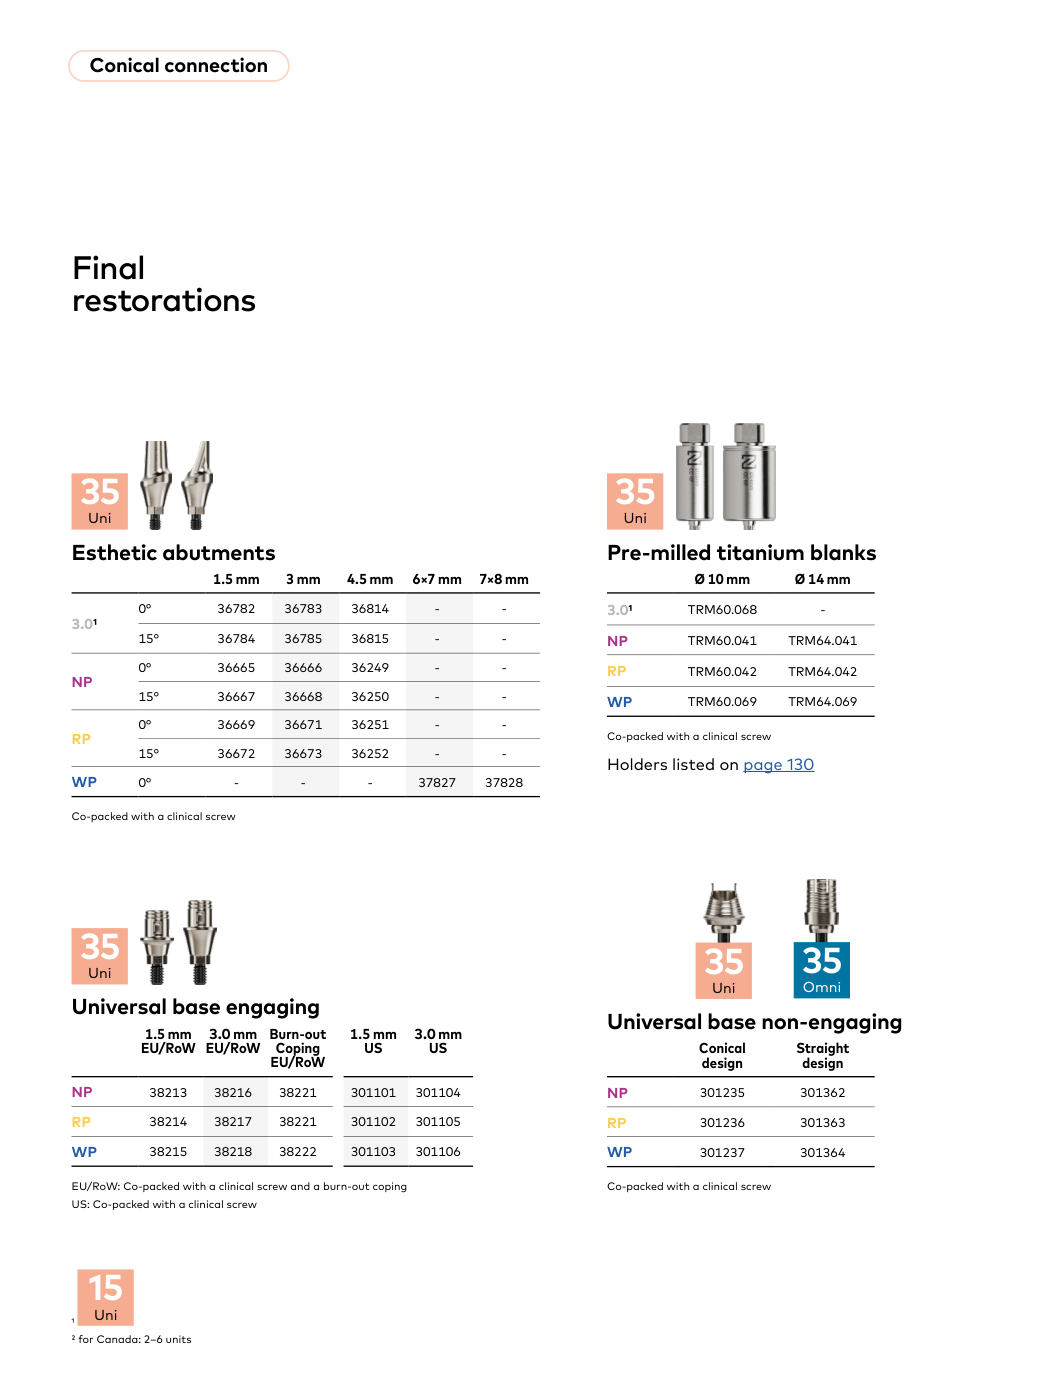 Conical connection
Final
restorations
35
Uni
Esthetic abutments
1.5 mm 3 mm 4.5 mm 6×7 mm 7×8 mm
3.0¹
0° 36782 36783 36814 - -
15° 36784 36785 36815 - -
NP
0° 36665 36666 36249 - -
15° 36667 36668 36250 - -
RP
0° 36669 36671 36251 - -
15° 36672 36673 36252 - -
WP 0° - - - 37827 37828
Co-packed with a clinical screw
35
Uni
Pre-milled titanium blanks
Ø 10 mm Ø 14 mm
3.0¹ TRM60.068 -
NP TRM60.041 TRM64.041
RP TRM60.042 TRM64.042
WP TRM60.069 TRM64.069
Co-packed with a clinical screw
Holders listed on page 130
35
Uni
Universal base engaging
1.5 mm 3.0 mm Burn-out 1.5 mm 3.0 mm
EU/RoW EU/RoW Coping US US
EU/RoW
NP 38213 38216 38221 301101 301104
RP 38214 38217 38221 301102 301105
WP 38215 38218 38222 301103 301106
EU/RoW: Co-packed with a clinical screw and a burn-out coping
US: Co-packed with a clinical screw
35
Uni
35
Omni
Universal base non-engaging
Conical Straight
design design
NP 301235 301362
RP 301236 301363
WP 301237 301364
Co-packed with a clinical screw
15
Uni
¹
² for Canada: 2–6 units